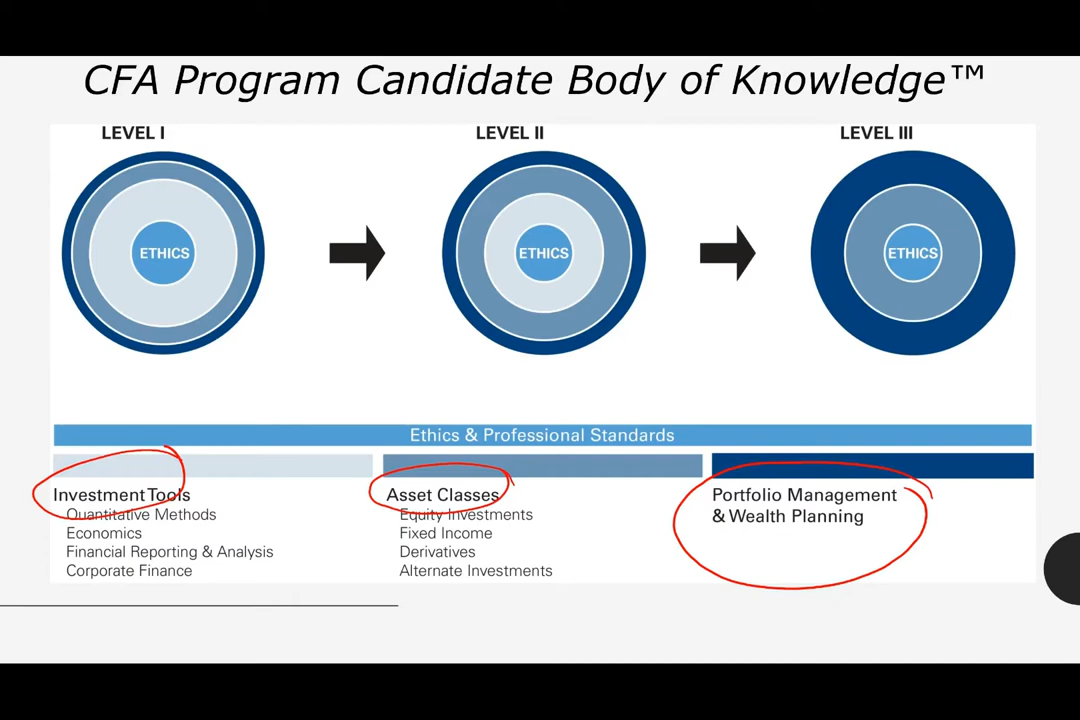 CFA Program Candidate Body of Knowledge™
LEVEL I
LEVEL II
LEVEL III
ETHICS
ETHICS
ETHICS
Ethics & Professional Standards
Investment Tools
Quantitative Methods
Economics
Financial Reporting & Analysis
Corporate Finance
Asset Classes
Equity Investments
Fixed Income
Derivatives
Alternate Investments
Portfolio Management
& Wealth Planning